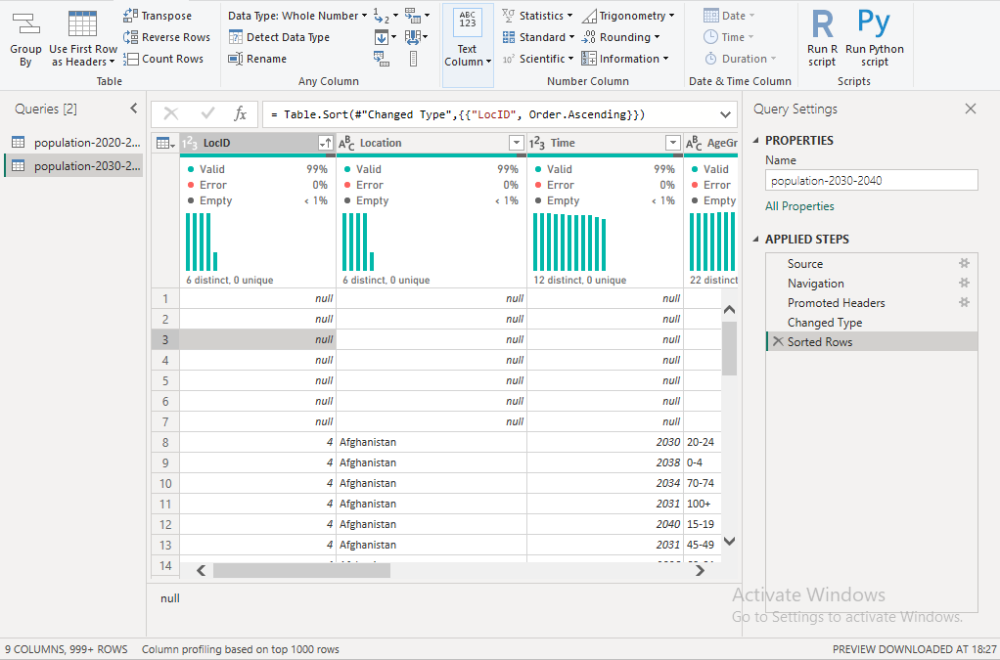 Group By
Use First Row as Headers
Transpose
Reverse Rows
Count Rows
Table
Data Type: Whole Number
Detect Data Type
Rename
1 2
Any Column
ABC 123
Text Column
Statistics
Standard
10² Scientific
Trigonometry
Rounding
Information
Number Column
Date
Time
Duration
Date & Time Column
R
Run R script
Py
Run Python script
Scripts
Queries [2]
population-2020-2...
population-2030-2...
fx
= Table.Sort(#"Changed Type",{{"LocID", Order.Ascending}})
1 2 3 LocID
A B C Location
1 2 3 Time
A B C AgeGr
Valid 99% Valid 99% Valid 99% Valid
Error 0% Error 0% Error 0% Error
Empty < 1% Empty < 1% Empty < 1% Empty
6 distinct, 0 unique 6 distinct, 0 unique 12 distinct, 0 unique 22 distinct
1 null null null
2 null null null
3 null null null
4 null null null
5 null null null
6 null null null
7 null null null
8 4 Afghanistan 2030 20-24
9 4 Afghanistan 2038 0-4
10 4 Afghanistan 2034 70-74
11 4 Afghanistan 2031 100+
12 4 Afghanistan 2040 15-19
13 4 Afghanistan 2031 45-49
14
null
Query Settings
PROPERTIES
Name
population-2030-2040
All Properties
APPLIED STEPS
Source
Navigation
Promoted Headers
Changed Type
Sorted Rows
Activate Windows
Go to Settings to activate Windows.
9 COLUMNS, 999+ ROWS Column profiling based on top 1000 rows
PREVIEW DOWNLOADED AT 18:27